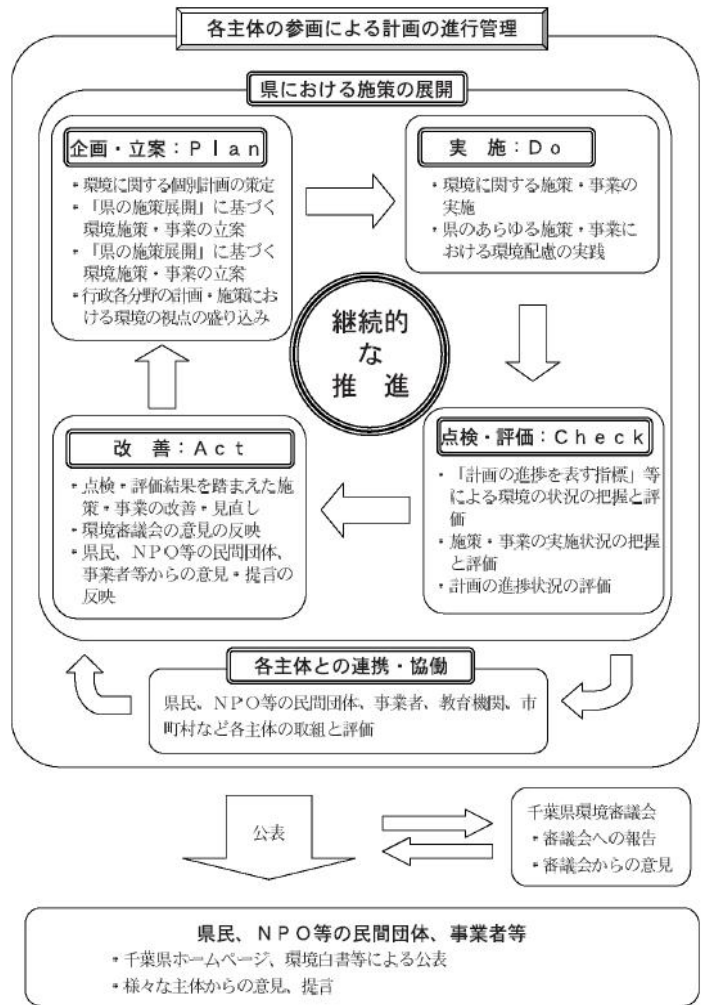 各主体の参画による計画の進行管理
県における施策の展開
企画・立案：Ｐｌａｎ
・環境に関する個別計画の策定
・「県の施策展開」に基づく
環境施策・事業の立案
・「県の施策展開」に基づく
環境施策・事業の立案
・行政各分野の計画・施策にお
ける環境の視点の盛り込み
実　施：Ｄｏ
・環境に関する施策・事業の
実施
・県のあらゆる施策・事業に
おける環境配慮の実践
継続的
な
推　進
改　善：Ａｃｔ
・点検・評価結果を踏まえた施
策・事業の改善・見直し
・環境審議会の意見の反映
・県民、ＮＰＯ等の民間団体、
事業者等からの意見・提言の
反映
点検・評価：Ｃｈｅｃｋ
・「計画の進捗を表す指標」等
による環境の状況の把握と評
価
・施策・事業の実施状況の把握
と評価
・計画の進捗状況の評価
各主体との連携・協働
県民、ＮＰＯ等の民間団体、事業者、教育機関、市
町村など各主体の取組と評価
公表
千葉県環境審議会
・審議会への報告
・審議会からの意見
県民、ＮＰＯ等の民間団体、事業者等
・千葉県ホームページ、環境白書等による公表
・様々な主体からの意見、提言